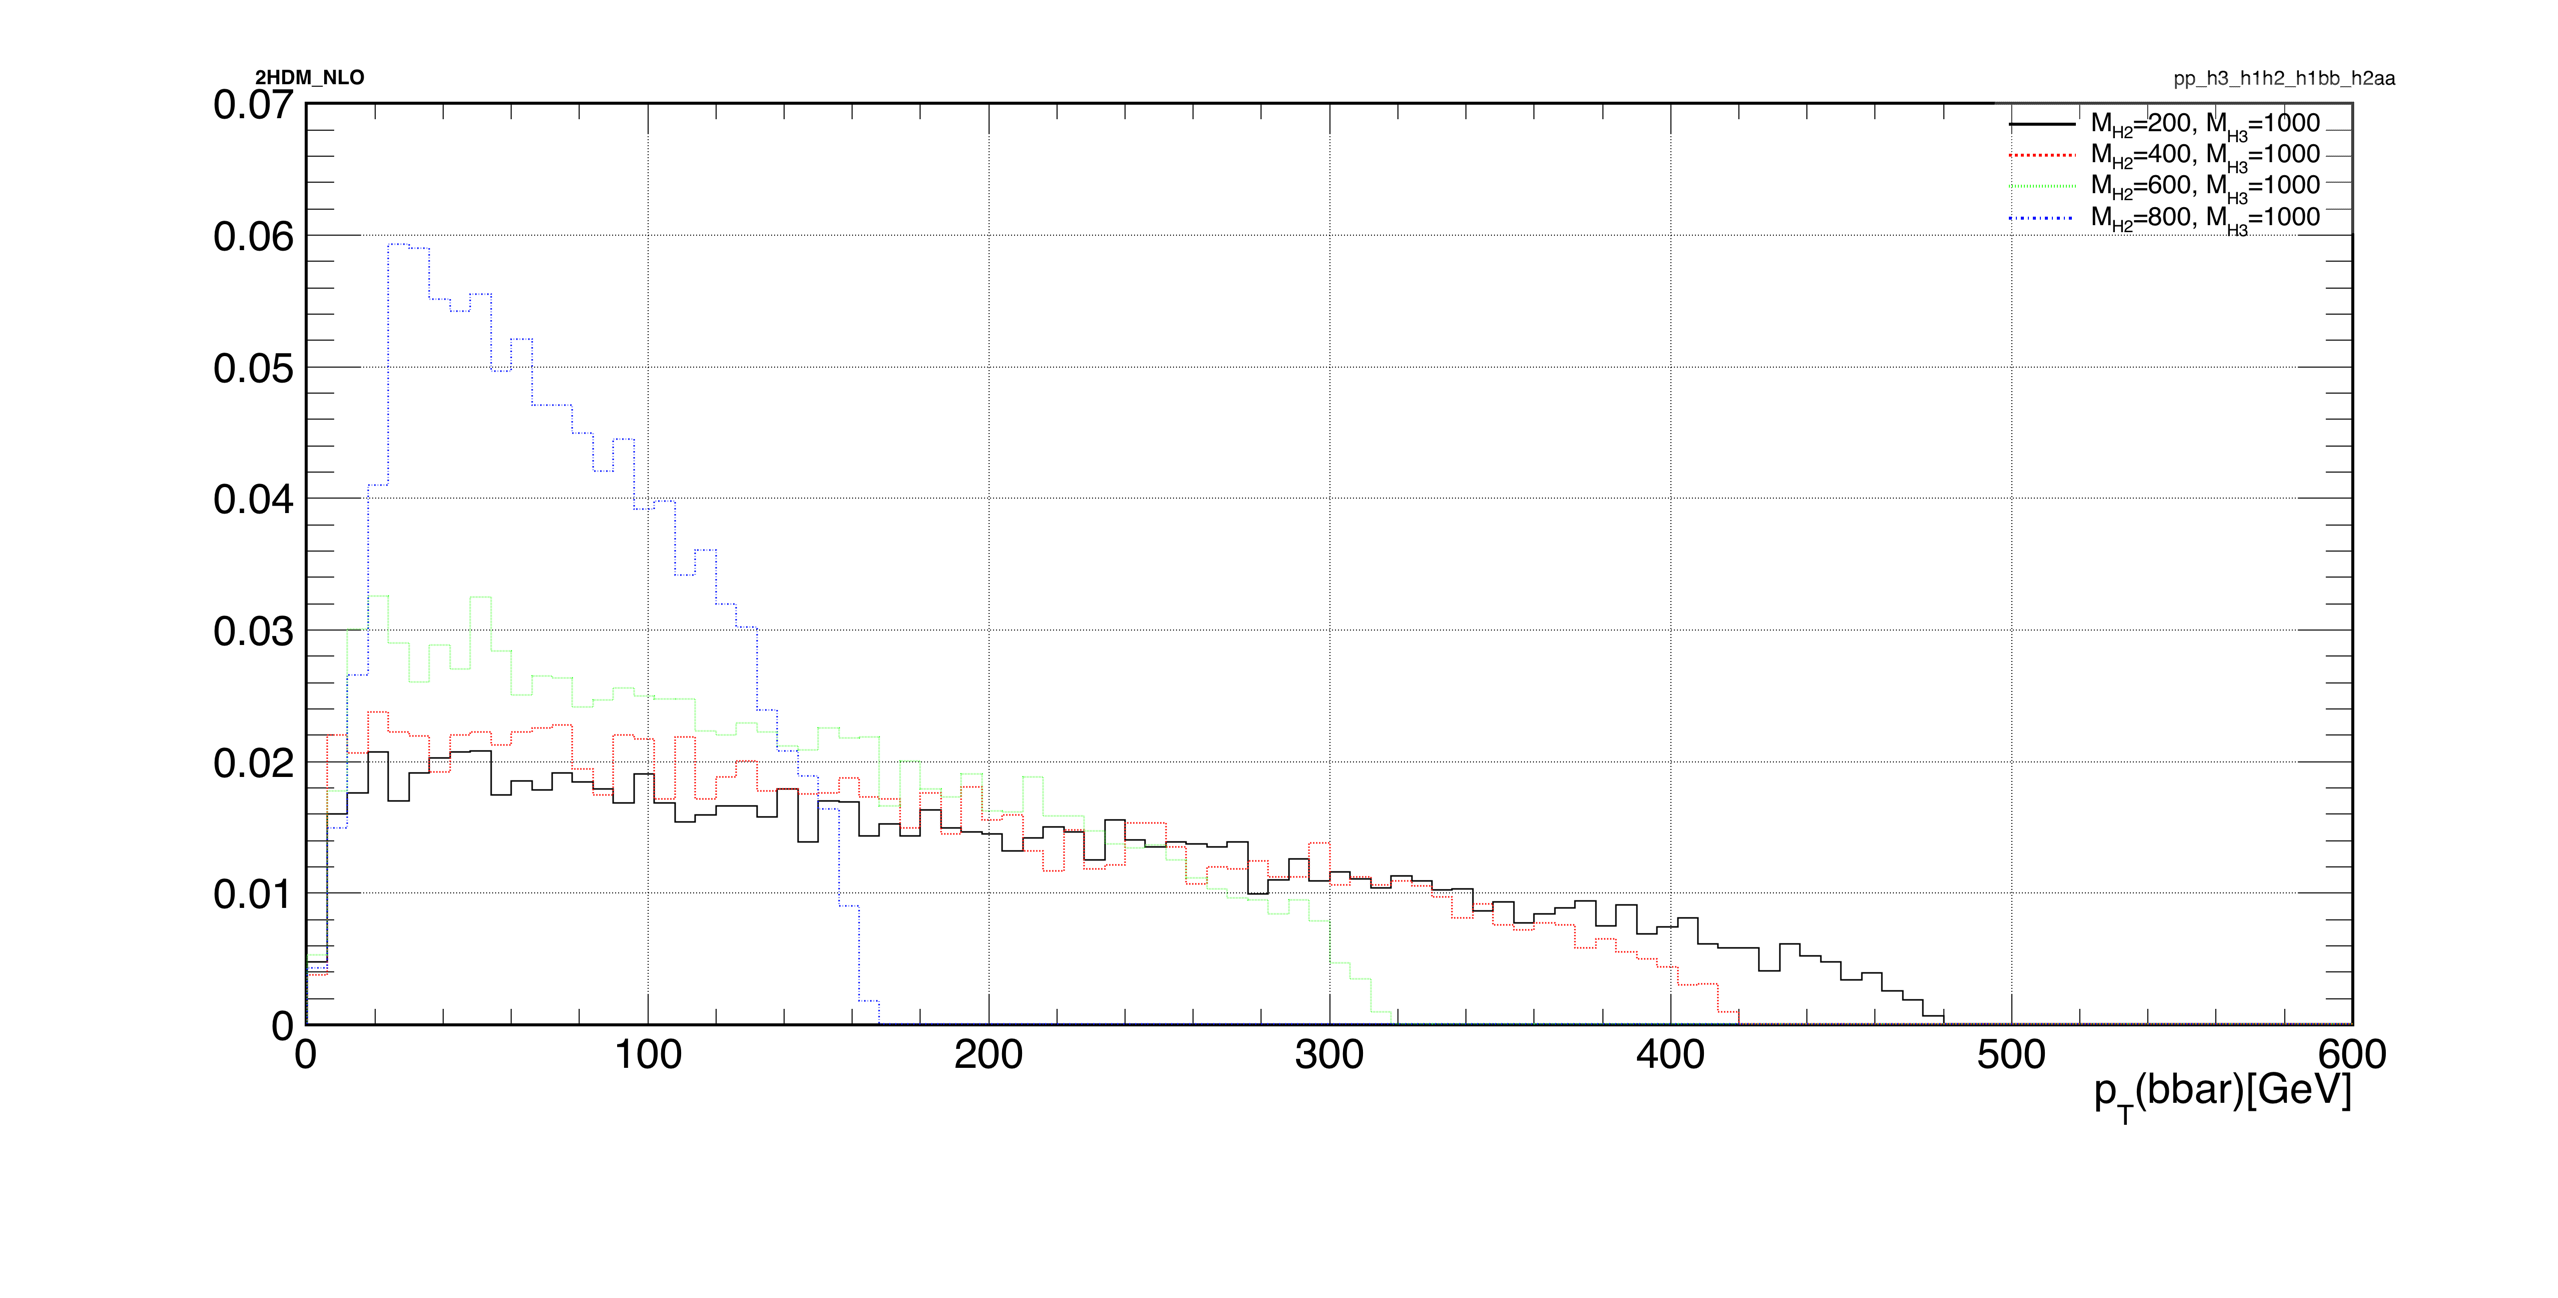 2HDM_NLO
pp_h3_h1h2_h1bb_h2aa
M_H2=200, M_H3=1000
M_H2=400, M_H3=1000
M_H2=600, M_H3=1000
M_H2=800, M_H3=1000
0.07
0.06
0.05
0.04
0.03
0.02
0.01
0
0 100 200 300 400 500 600
p_T(bbar)[GeV]